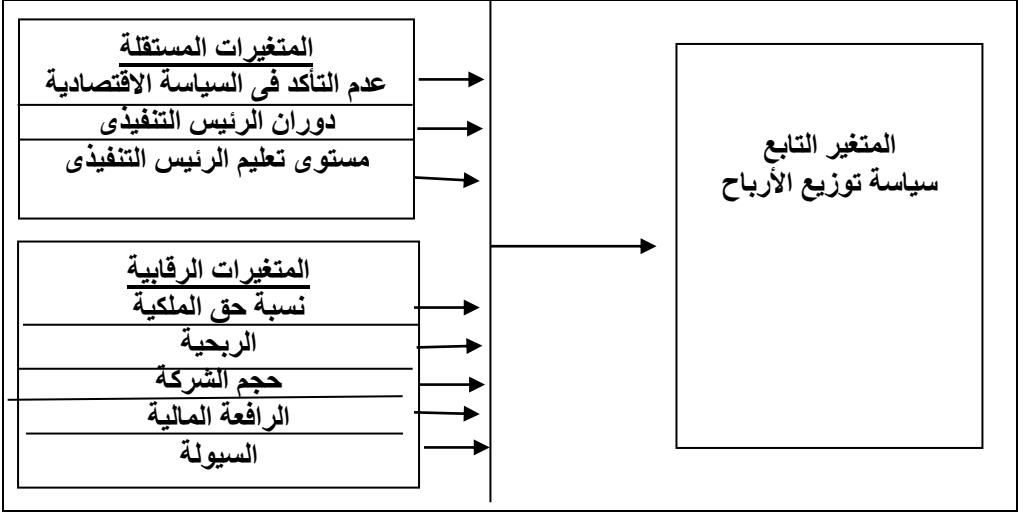 المتغيرات المستقلة
عدم التأكد فى السياسة الاقتصادية
دوران الرئيس التنفيذى
مستوى تعليم الرئيس التنفيذى
المتغيرات الرقابية
نسبة حق الملكية
الربحية
حجم الشركة
الرافعة المالية
السيولة
المتغير التابع
سياسة توزيع الأرباح